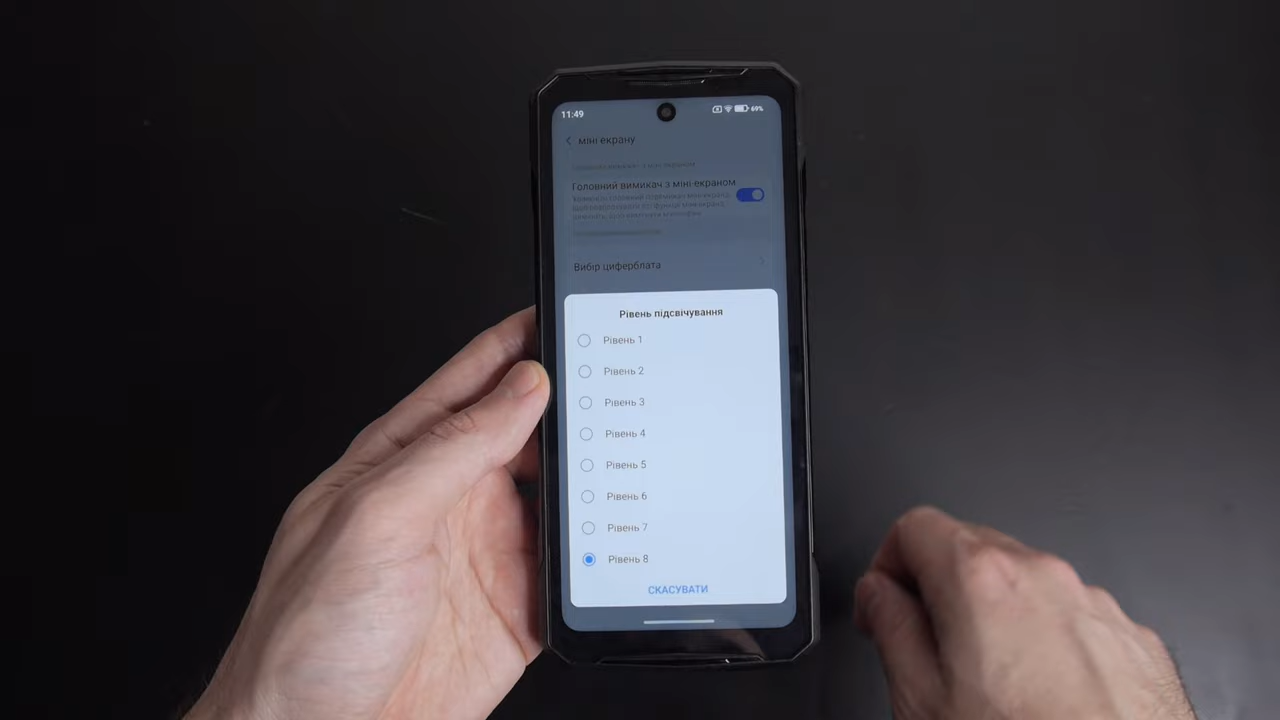 11:49
69%
міні екрану
Головний вимикач з міні-екраном
Вибір циферблата
Рівень підсвічування
Рівень 1
Рівень 2
Рівень 3
Рівень 4
Рівень 5
Рівень 6
Рівень 7
Рівень 8
СКАСУВАТИ